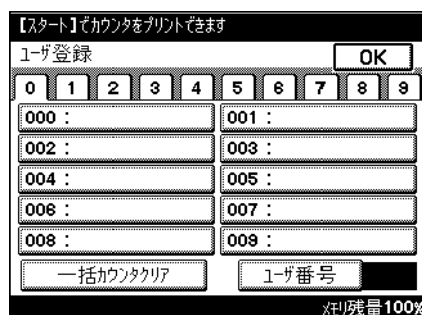 【スタート】でカウンタをプリントできます
ユーザ登録 OK
0 1 2 3 4 5 6 7 8 9
000： 001：
002： 003：
004： 005：
006： 007：
008： 009：
一括カウンタクリア ユーザ番号
メモリ残量100%